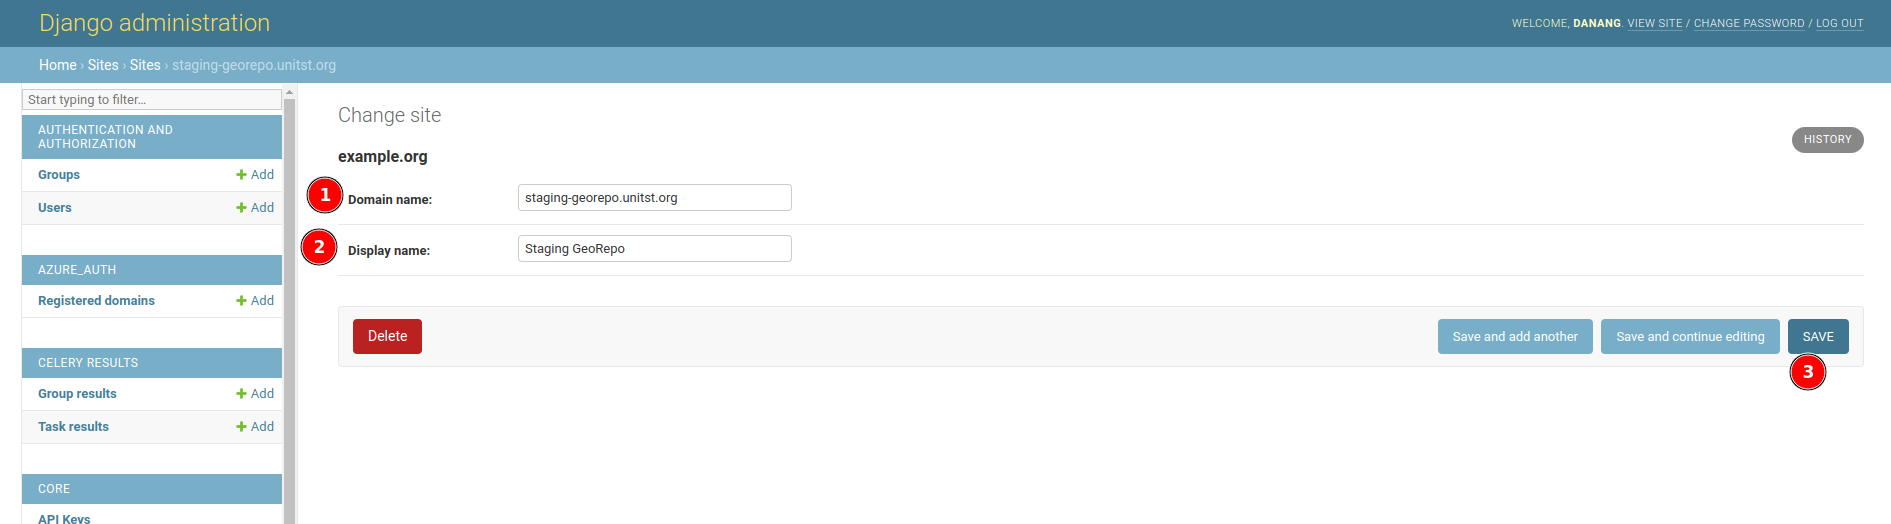 Django administration
WELCOME, DANANG. VIEW SITE / CHANGE PASSWORD / LOG OUT
Home › Sites › Sites › staging-georepo.unitst.org
Start typing to filter...
AUTHENTICATION AND
AUTHORIZATION
Groups
+ Add
Users
+ Add
AZURE_AUTH
Registered domains
+ Add
CELERY RESULTS
Group results
+ Add
Task results
+ Add
CORE
API Keys
Change site
HISTORY
example.org
1
Domain name:
staging-georepo.unitst.org
2
Display name:
Staging GeoRepo
Delete
Save and add another
Save and continue editing
SAVE
3